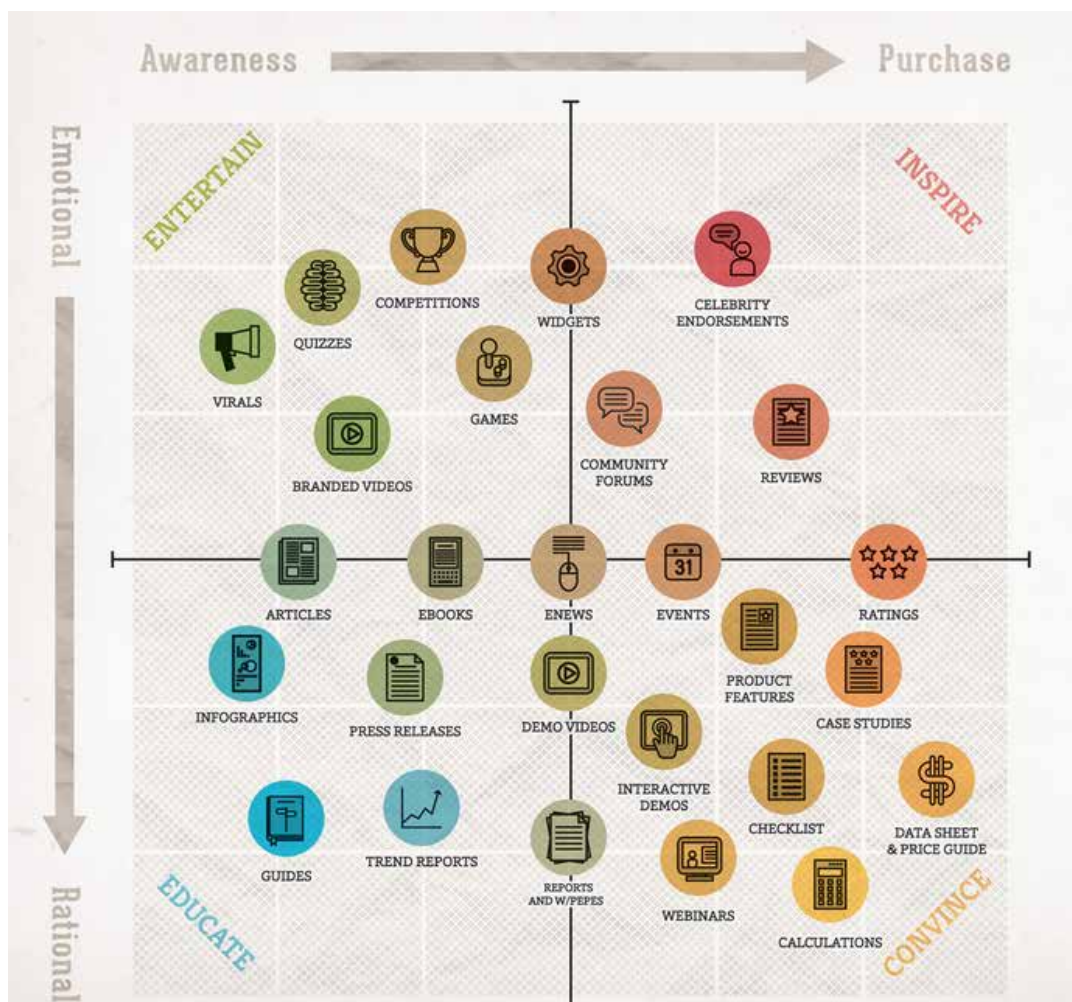 Awareness
Purchase
Emotional
Rational
ENTERTAIN
INSPIRE
COMPETITIONS
WIDGETS
CELEBRITY
ENDORSEMENTS
QUIZZES
VIRALS
GAMES
BRANDED VIDEOS
COMMUNITY
FORUMS
REVIEWS
31
ARTICLES
EBOOKS
ENEWS
EVENTS
RATINGS
INFOGRAPHICS
PRESS RELEASES
DEMO VIDEOS
PRODUCT
FEATURES
CASE STUDIES
INTERACTIVE
DEMOS
CHECKLIST
DATA SHEET
& PRICE GUIDE
GUIDES
TREND REPORTS
REPORTS
AND W/PEPES
WEBINARS
CALCULATIONS
EDUCATE
CONVINCE